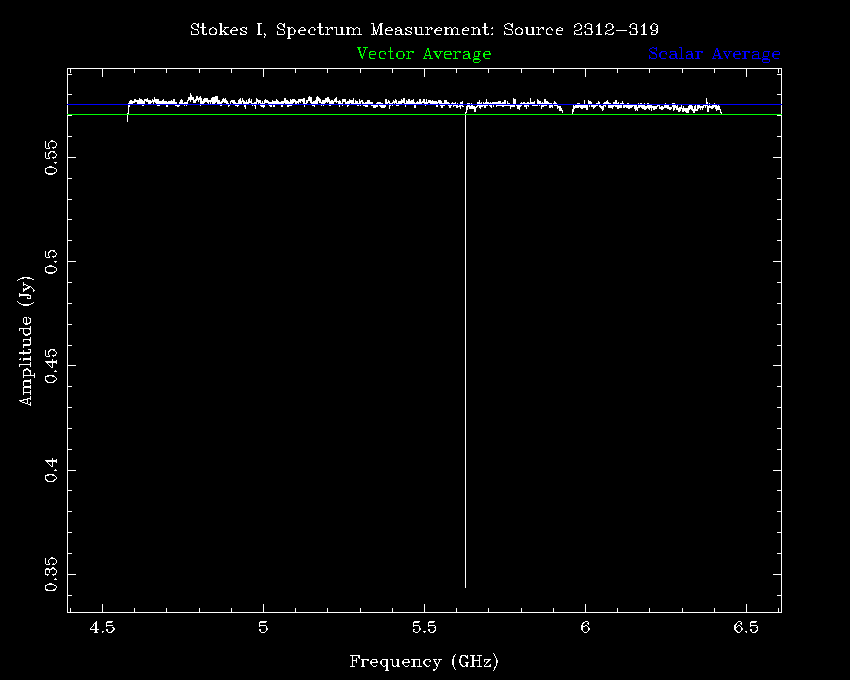 Stokes I, Spectrum Measurement: Source 2312−319
Vector Average Scalar Average
0.55
0.5
0.45
0.4
0.35
Amplitude (Jy)
4.5 5 5.5 6 6.5
Frequency (GHz)